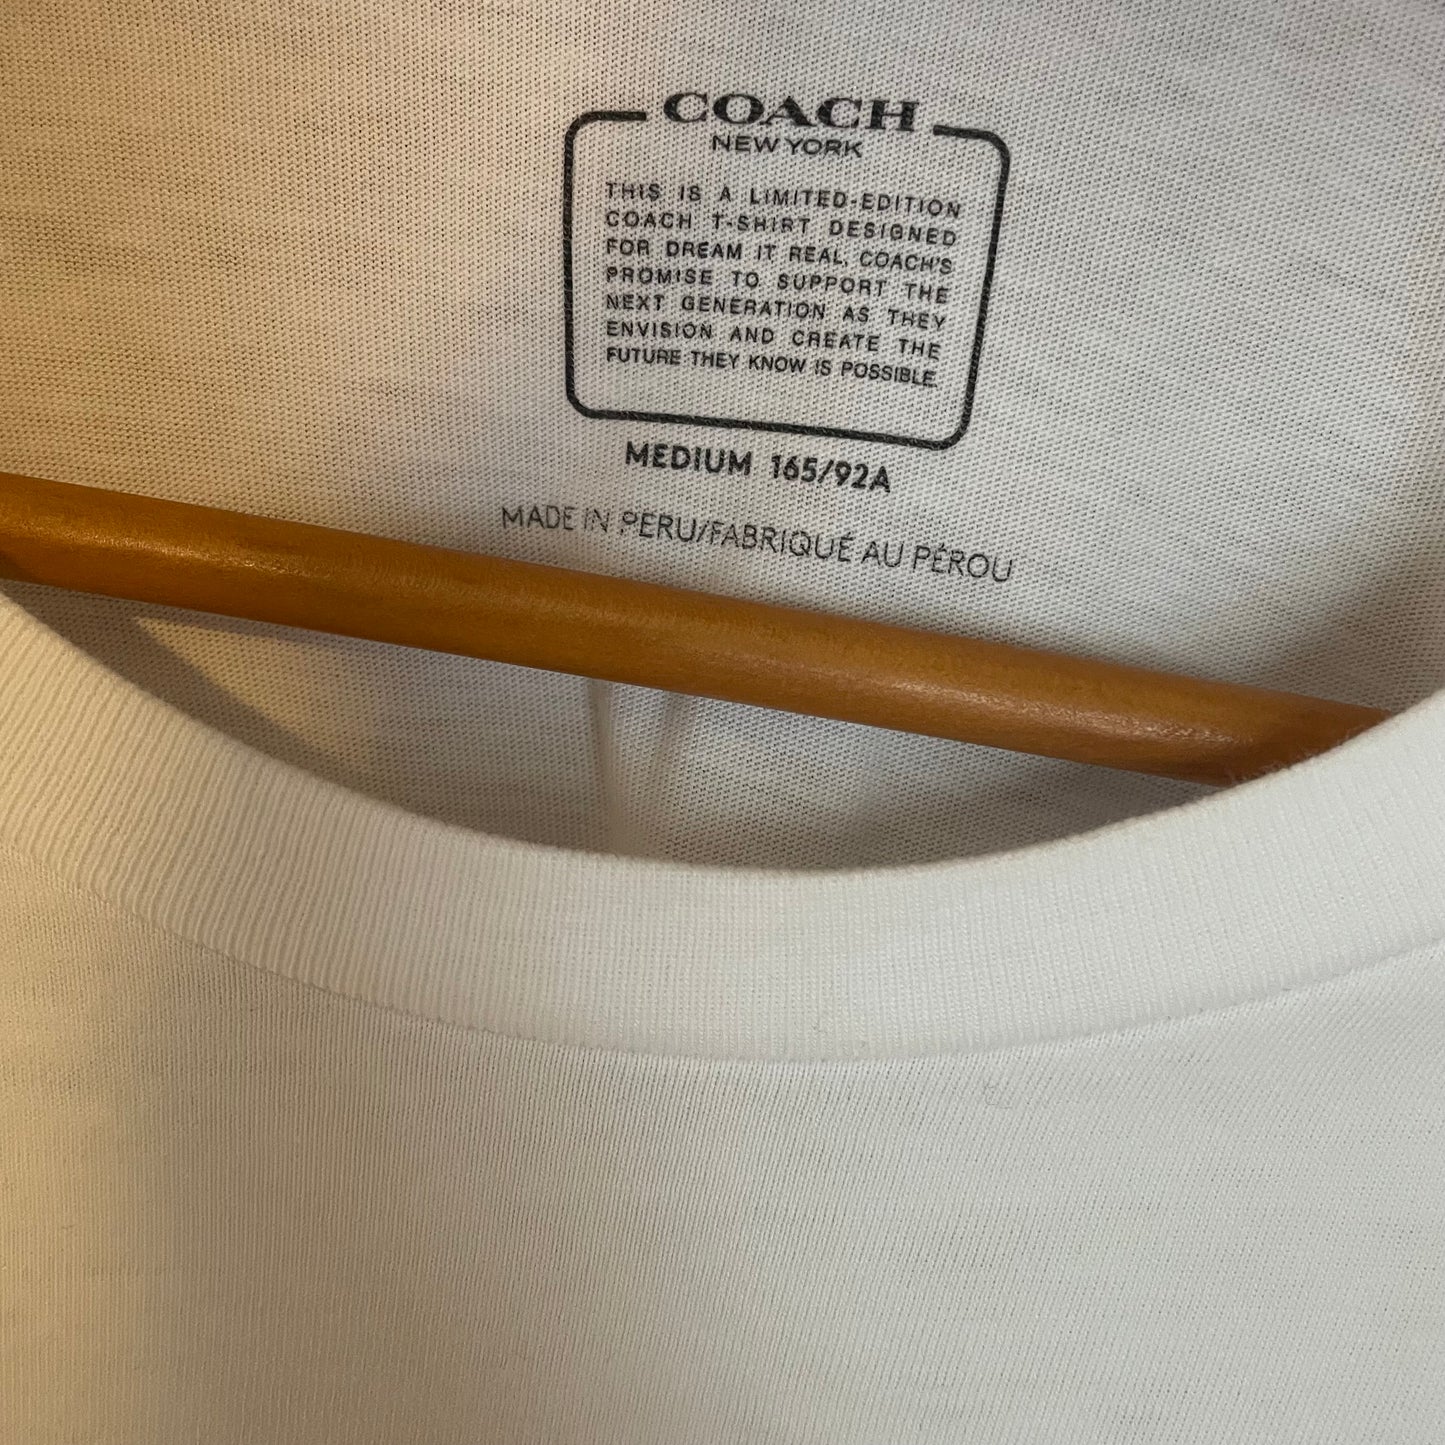 COACH
NEW YORK
THIS IS A LIMITED-EDITION
COACH T-SHIRT DESIGNED
FOR DREAM IT REAL, COACH'S
PROMISE TO SUPPORT THE
NEXT GENERATION AS THEY
ENVISION AND CREATE THE
FUTURE THEY KNOW IS POSSIBLE.
MEDIUM 165/92A
MADE IN PERU/FABRIQUÉ AU PÉROU